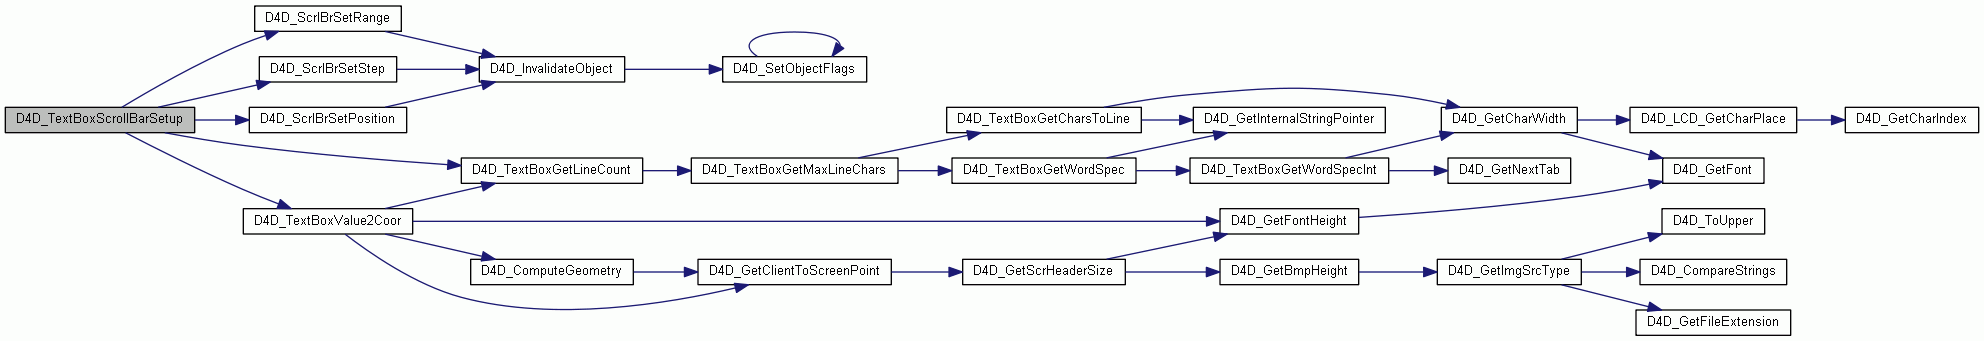 D4D_ScrlBrSetRange
D4D_ScrlBrSetStep
D4D_InvalidateObject
D4D_SetObjectFlags
D4D_TextBoxScrollBarSetup
D4D_ScrlBrSetPosition
D4D_TextBoxGetCharsToLine
D4D_GetInternalStringPointer
D4D_GetCharWidth
D4D_LCD_GetCharPlace
D4D_GetCharIndex
D4D_TextBoxGetLineCount
D4D_TextBoxGetMaxLineChars
D4D_TextBoxGetWordSpec
D4D_TextBoxGetWordSpecInt
D4D_GetNextTab
D4D_GetFont
D4D_TextBoxValue2Coor
D4D_GetFontHeight
D4D_ToUpper
D4D_ComputeGeometry
D4D_GetClientToScreenPoint
D4D_GetScrHeaderSize
D4D_GetBmpHeight
D4D_GetImgSrcType
D4D_CompareStrings
D4D_GetFileExtension